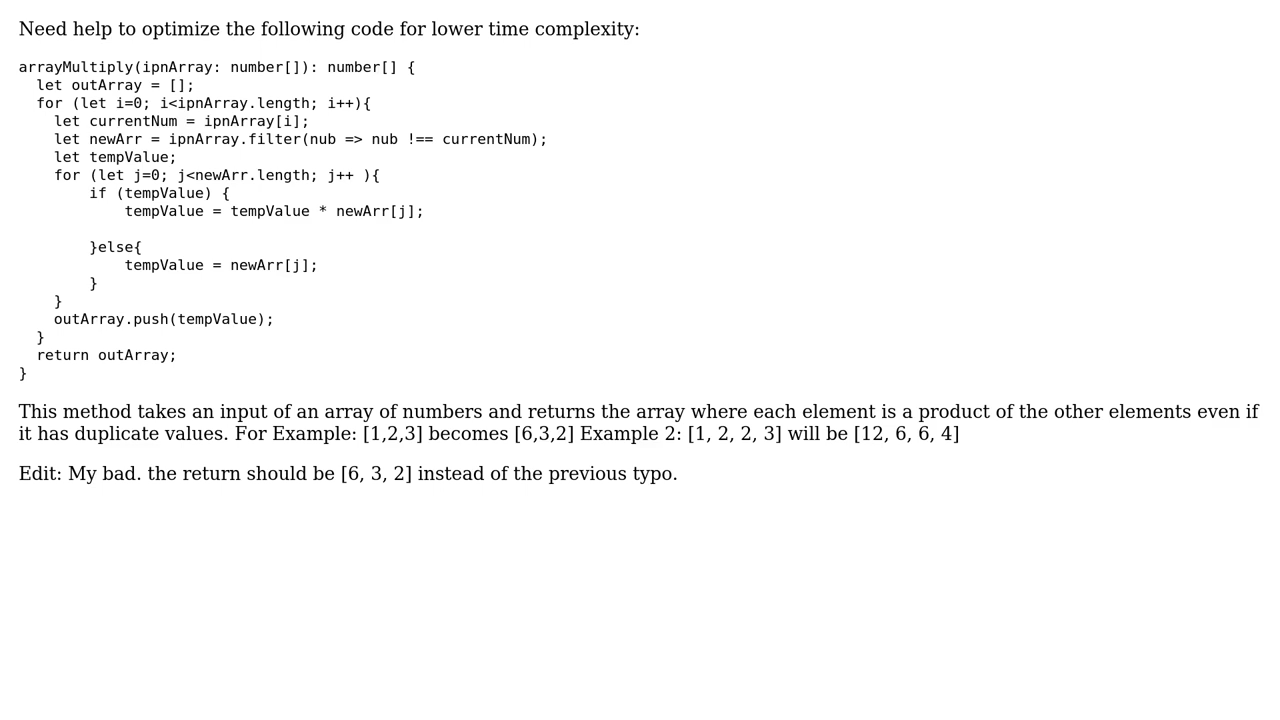 Need help to optimize the following code for lower time complexity:
arrayMultiply(ipnArray: number[]): number[] {
  let outArray = [];
  for (let i=0; i<ipnArray.length; i++){
    let currentNum = ipnArray[i];
    let newArr = ipnArray.filter(nub => nub !== currentNum);
    let tempValue;
    for (let j=0; j<newArr.length; j++ ){
        if (tempValue) {
            tempValue = tempValue * newArr[j];

        }else{
            tempValue = newArr[j];
        }
    }
    outArray.push(tempValue);
  }
  return outArray;
}
This method takes an input of an array of numbers and returns the array where each element is a product of the other elements even if
it has duplicate values. For Example: [1,2,3] becomes [6,3,2] Example 2: [1, 2, 2, 3] will be [12, 6, 6, 4]
Edit: My bad. the return should be [6, 3, 2] instead of the previous typo.